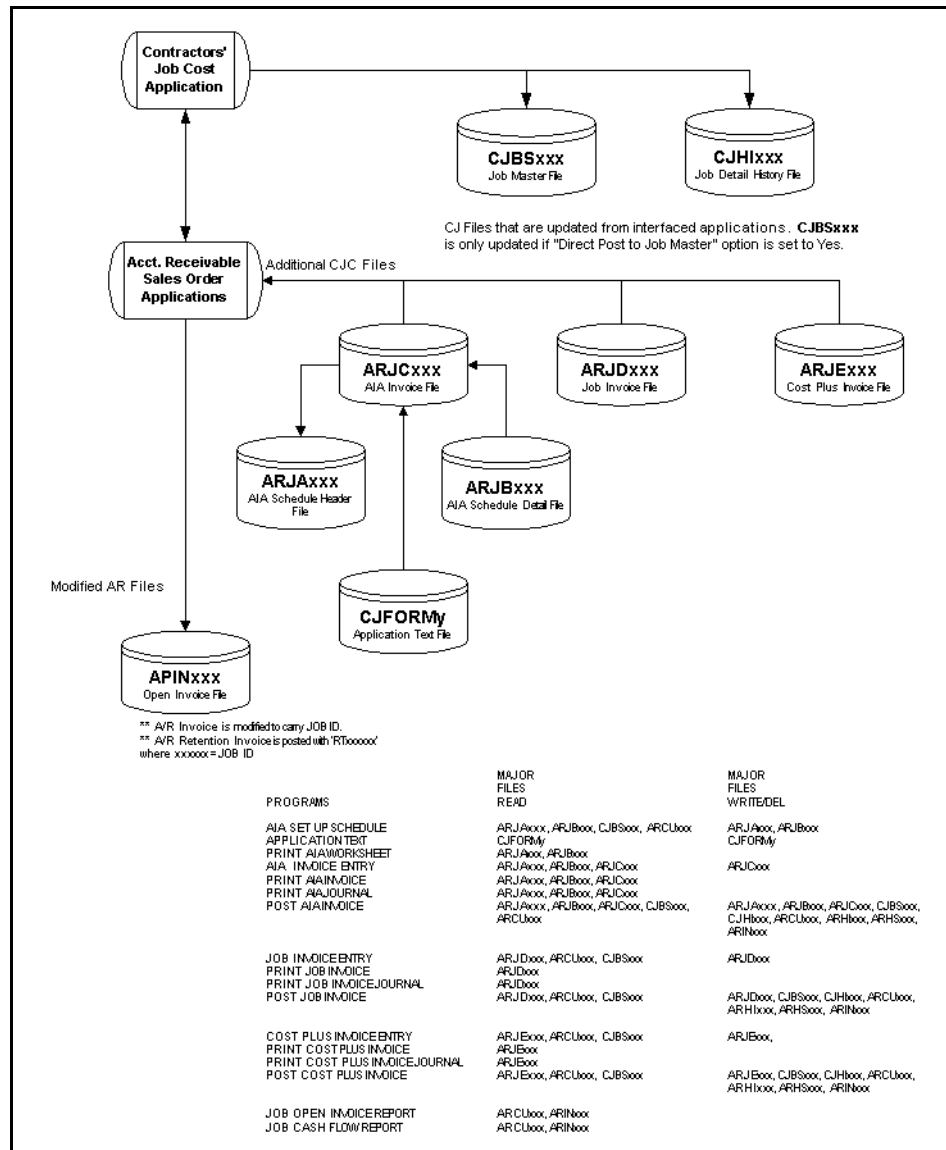 Contractors'
Job Cost
Application
CJBSxxx
Job Master File
CJHIxxx
Job Detail History File
CJ Files that are updated from interfaced applications. CJBSxxx
is only updated if "Direct Post to Job Master" option is set to Yes.
Acct. Receivable
Sales Order
Applications
Additional CJC Files
ARJCxxx
AIA Invoice File
ARJDxxx
Job Invoice File
ARJExxx
Cost Plus Invoice File
ARJAxxx
AIA Schedule Header
File
ARJBxxx
AIA Schedule Detail File
Modified AR Files
CJFORMy
Application Text File
APINxxx
Open Invoice File
** A/R Invoice is modified to carry JOB ID.
** A/R Retention Invoice is posted with 'RTxxxxxx'
where xxxxxx = JOB ID
MAJOR MAJOR
FILES FILES
PROGRAMS READ WRITE/DEL
AIA SET UP SCHEDULE ARJAxxx, ARJBxxx, CJBSxxx, ARCUxxx ARJAxxx, ARJBxxx
APPLICATION TEXT CJFORMy CJFORMy
PRINT AIA WORKSHEET ARJAxxx, ARJBxxx
AIA INVOICE ENTRY ARJAxxx, ARJBxxx, ARJCxxx ARJCxxx
PRINT AIA INVOICE ARJAxxx, ARJBxxx, ARJCxxx
PRINT AIA JOURNAL ARJAxxx, ARJBxxx, ARJCxxx
POST AIA INVOICE ARJAxxx, ARJBxxx, ARJCxxx, CJBSxxx, ARJAxxx, ARJBxxx, ARJCxxx, CJBSxxx,
ARCUxxx CJHIxxx, ARCUxxx, ARHIxxx, ARHSxxx,
ARINxxx
JOB INVOICE ENTRY ARJDxxx, ARCUxxx, CJBSxxx ARJDxxx
PRINT JOB INVOICE ARJDxxx
PRINT JOB INVOICE JOURNAL ARJDxxx
POST JOB INVOICE ARJDxxx, ARCUxxx, CJBSxxx ARJDxxx, CJBSxxx, CJHIxxx, ARCUxxx,
ARHIxxx, ARHSxxx, ARINxxx
COST PLUS INVOICE ENTRY ARJExxx, ARCUxxx, CJBSxxx ARJExxx,
PRINT COST PLUS INVOICE ARJExxx
PRINT COST PLUS INVOICE JOURNAL ARJExxx
POST COST PLUS INVOICE ARJExxx, ARCUxxx, CJBSxxx ARJExxx, CJBSxxx, CJHIxxx, ARCUxxx,
ARHIxxx, ARHSxxx, ARINxxx
JOB OPEN INVOICE REPORT ARCUxxx, ARINxxx
JOB CASH FLOW REPORT ARCUxxx, ARINxxx